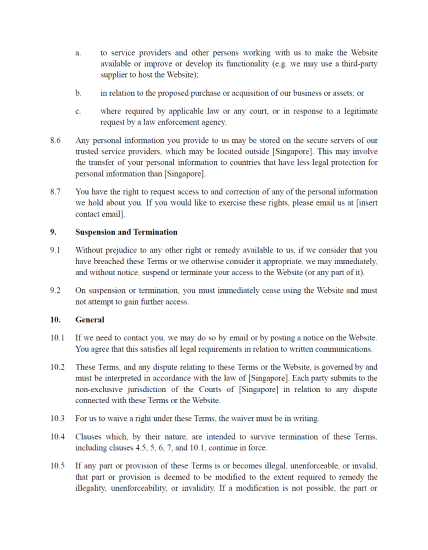 a. to service providers and other persons working with us to make the Website
available or improve or develop its functionality (e.g. we may use a third-party
supplier to host the Website);
b. in relation to the proposed purchase or acquisition of our business or assets; or
c. where required by applicable law or any court, or in response to a legitimate
request by a law enforcement agency.
8.6 Any personal information you provide to us may be stored on the secure servers of our
trusted service providers, which may be located outside [Singapore]. This may involve
the transfer of your personal information to countries that have less legal protection for
personal information than [Singapore].
8.7 You have the right to request access to and correction of any of the personal information
we hold about you. If you would like to exercise these rights, please email us at [insert
contact email].
9. Suspension and Termination
9.1 Without prejudice to any other right or remedy available to us, if we consider that you
have breached these Terms or we otherwise consider it appropriate, we may immediately,
and without notice, suspend or terminate your access to the Website (or any part of it).
9.2 On suspension or termination, you must immediately cease using the Website and must
not attempt to gain further access.
10. General
10.1 If we need to contact you, we may do so by email or by posting a notice on the Website.
You agree that this satisfies all legal requirements in relation to written communications.
10.2 These Terms, and any dispute relating to these Terms or the Website, is governed by and
must be interpreted in accordance with the law of [Singapore]. Each party submits to the
non-exclusive jurisdiction of the Courts of [Singapore] in relation to any dispute
connected with these Terms or the Website.
10.3 For us to waive a right under these Terms, the waiver must be in writing.
10.4 Clauses which, by their nature, are intended to survive termination of these Terms,
including clauses 4.5, 5, 6, 7, and 10.1, continue in force.
10.5 If any part or provision of these Terms is or becomes illegal, unenforceable, or invalid,
that part or provision is deemed to be modified to the extent required to remedy the
illegality, unenforceability, or invalidity. If a modification is not possible, the part or